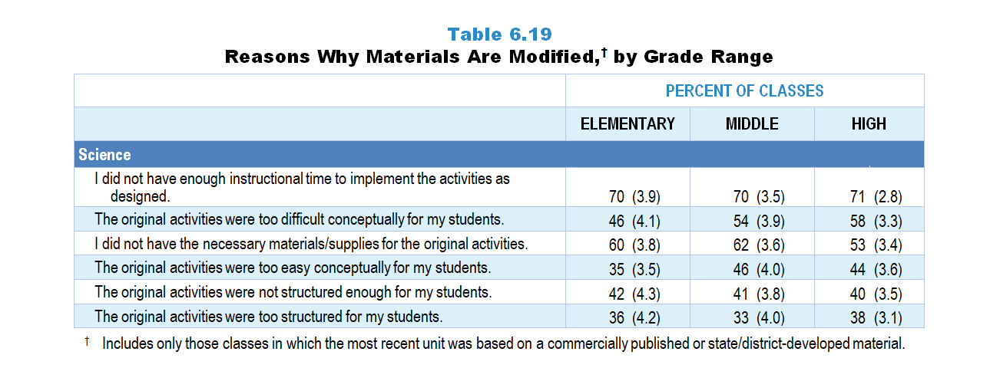 Table 6.19
Reasons Why Materials Are Modified,† by Grade Range
PERCENT OF CLASSES
ELEMENTARY MIDDLE HIGH
Science
I did not have enough instructional time to implement the activities as
designed. 70 (3.9) 70 (3.5) 71 (2.8)
The original activities were too difficult conceptually for my students. 46 (4.1) 54 (3.9) 58 (3.3)
I did not have the necessary materials/supplies for the original activities. 60 (3.8) 62 (3.6) 53 (3.4)
The original activities were too easy conceptually for my students. 35 (3.5) 46 (4.0) 44 (3.6)
The original activities were not structured enough for my students. 42 (4.3) 41 (3.8) 40 (3.5)
The original activities were too structured for my students. 36 (4.2) 33 (4.0) 38 (3.1)
† Includes only those classes in which the most recent unit was based on a commercially published or state/district-developed material.